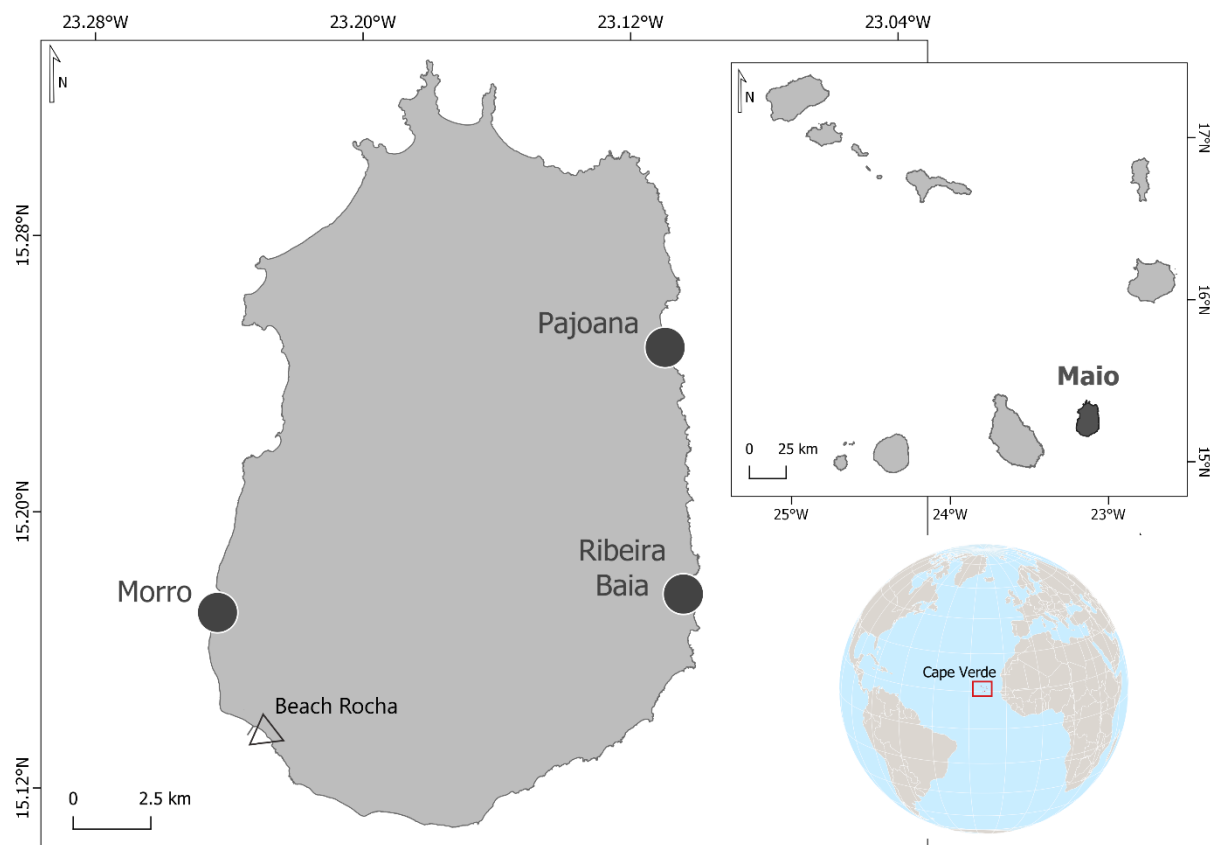 23.28°W
23.20°W
23.12°W
23.04°W
N
N
17°N
15.28°N
16°N
Pajoana
Maio
0 25 km
15°N
25°W
24°W
23°W
15.20°N
Ribeira
Baia
Morro
Cape Verde
Beach Rocha
15.12°N
0 2.5 km